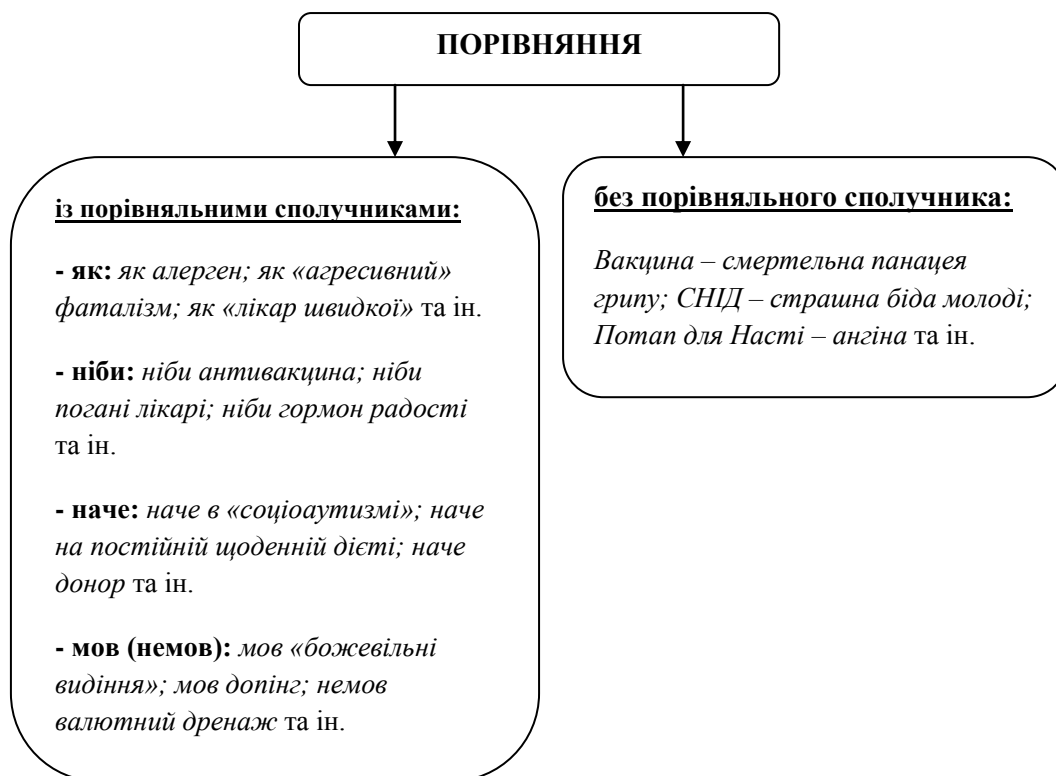 ПОРІВНЯННЯ
із порівняльними сполучниками:
- як: як алерген; як «агресивний»
фаталізм; як «лікар швидкої» та ін.
- ніби: ніби антивакцина; ніби
погані лікарі; ніби гормон радості
та ін.
- наче: наче в «соціоаутизмі»; наче
на постійній щоденній дієті; наче
донор та ін.
- мов (немов): мов «божевільні
видіння»; мов допінг; немов
валютний дренаж та ін.
без порівняльного сполучника:
Вакцина – смертельна панацея
грипу; СНІД – страшна біда молоді;
Потап для Насті – ангіна та ін.